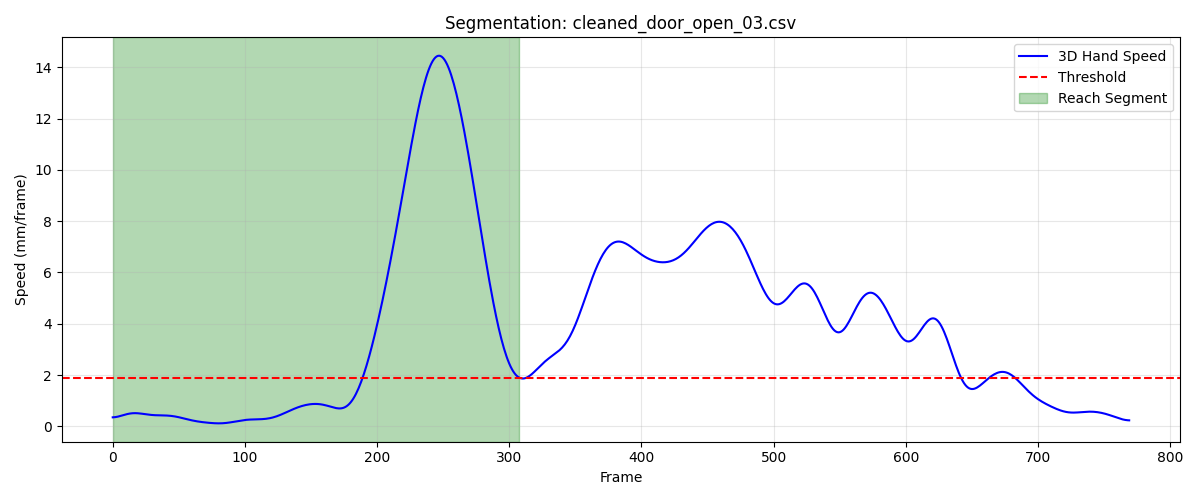 Segmentation: cleaned_door_open_03.csv
3D Hand Speed
Threshold
Reach Segment
Speed (mm/frame)
14
12
10
8
6
4
2
0
0 100 200 300 400 500 600 700 800
Frame